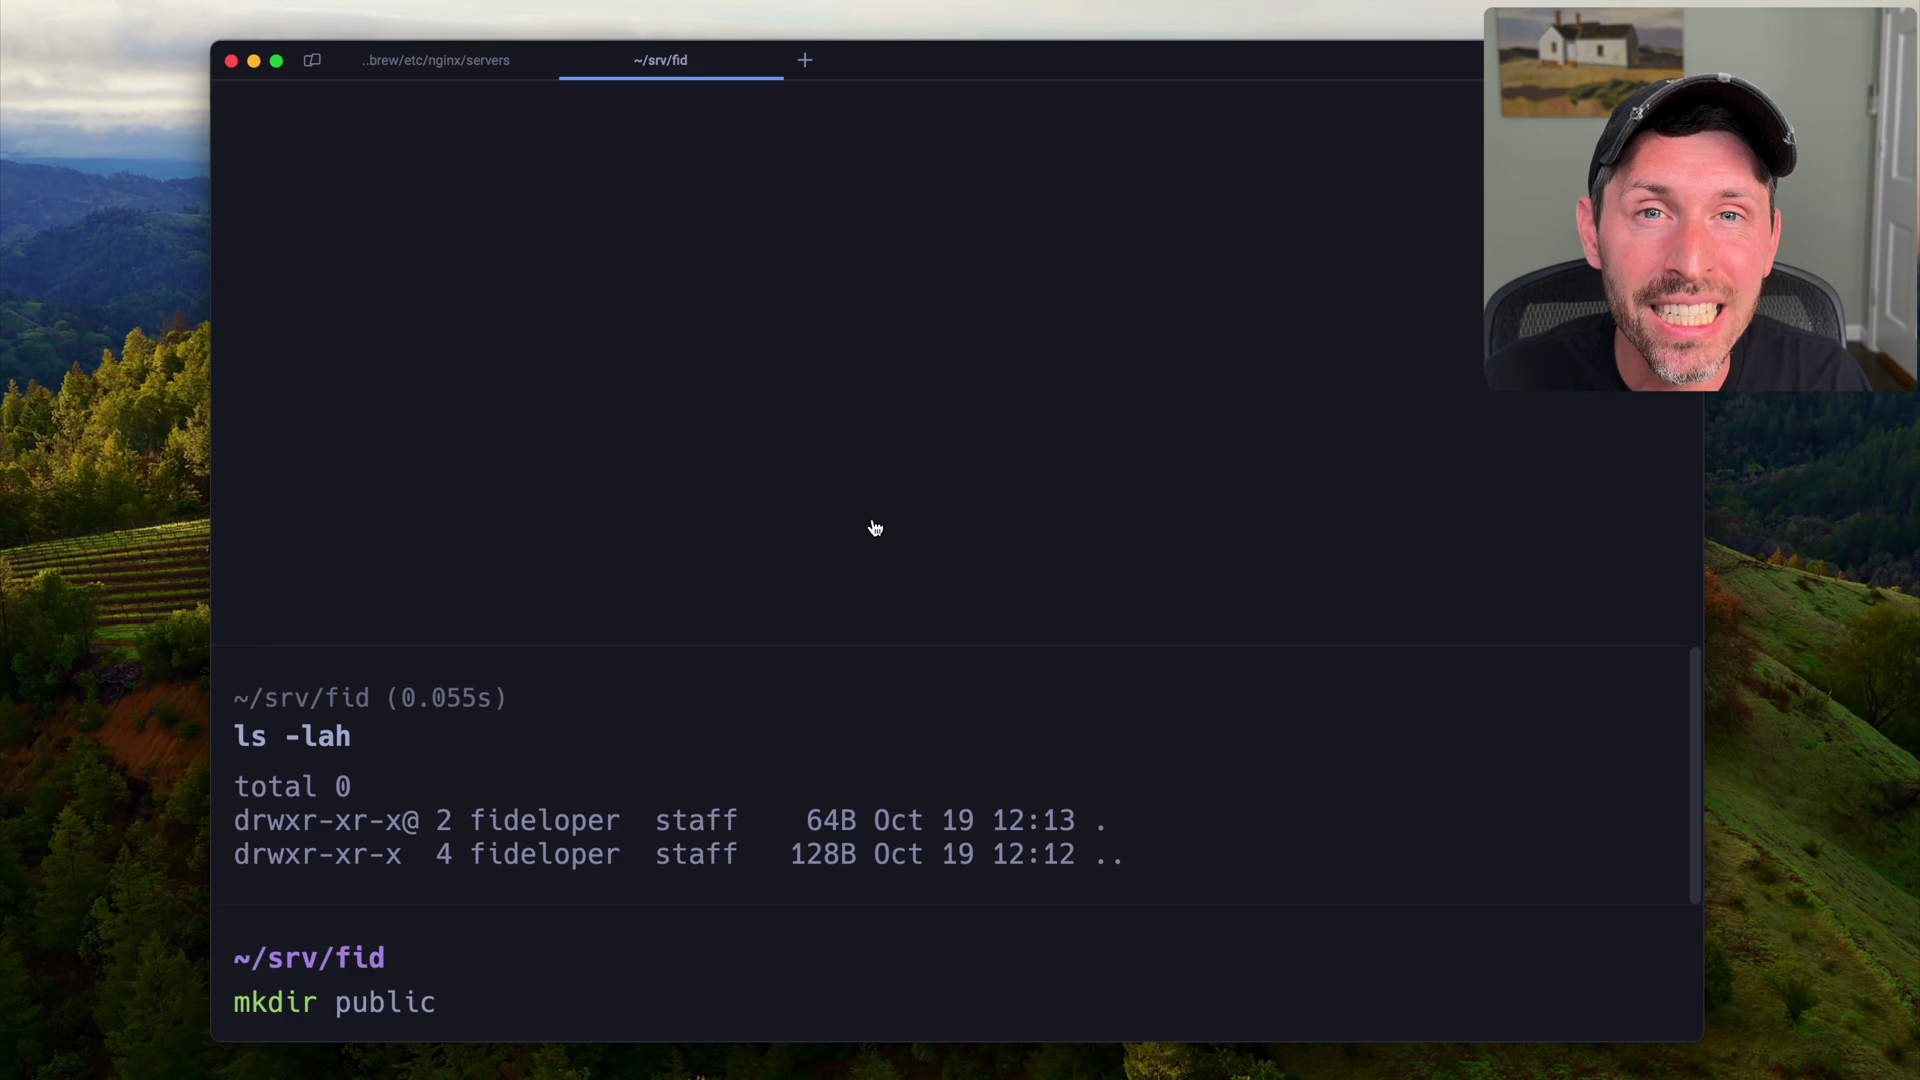 ..brew/etc/nginx/servers
~/srv/fid
~/srv/fid (0.055s)
ls -lah
total 0
drwxr-xr-x@ 2 fideloper staff 64B Oct 19 12:13 .
drwxr-xr-x 4 fideloper staff 128B Oct 19 12:12 ..
~/srv/fid
mkdir public